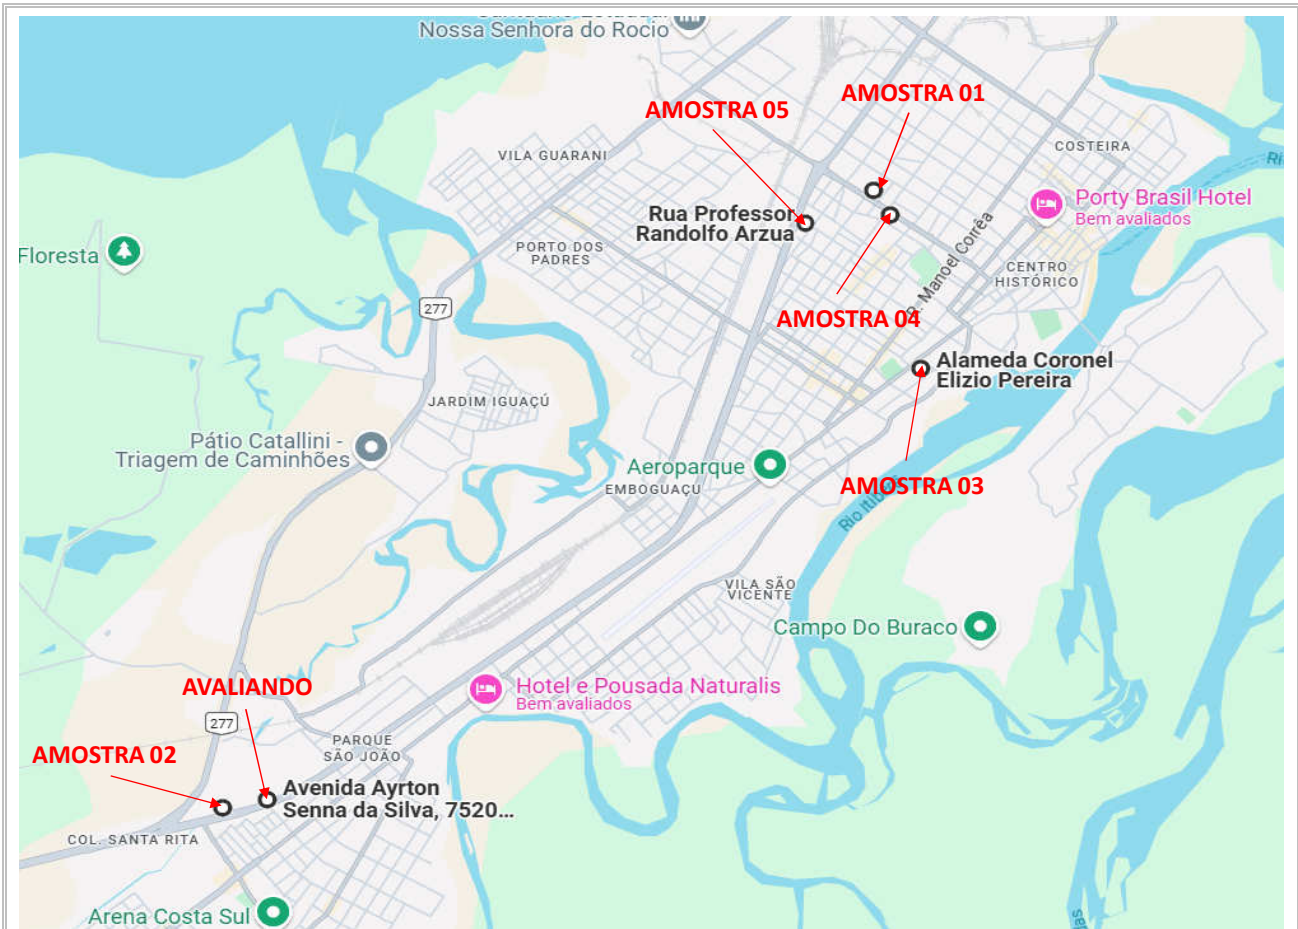 Santuário Estadual
Nossa Senhora do Rocio
AMOSTRA 05
AMOSTRA 01
VILA GUARANI
COSTEIRA
Porty Brasil Hotel
Bem avaliados
Rua Professor
Randolfo Arzua
Floresta
PORTO DOS
PADRES
R. Manoel Corrêa
CENTRO
HISTÓRICO
277
AMOSTRA 04
Alameda Coronel
Elizio Pereira
JARDIM IGUAÇÚ
Pátio Catallini -
Triagem de Caminhões
Aeroparque
EMBOGUAÇU
AMOSTRA 03
Rio
VILA SÃO
VICENTE
Campo Do Buraco
AVALIANDO
Hotel e Pousada Naturalis
Bem avaliados
277
PARQUE
SÃO JOÃO
AMOSTRA 02
Avenida Ayrton
Senna da Silva, 7520...
COL. SANTA RITA
Arena Costa Sul